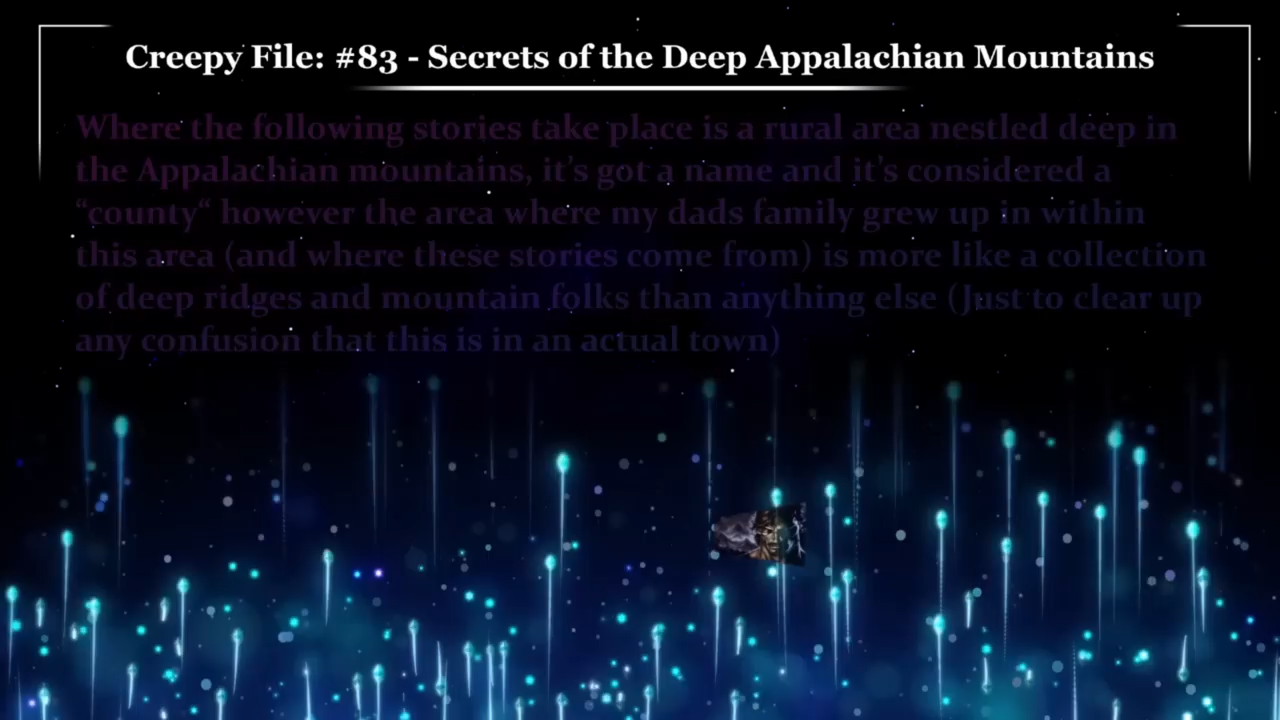 Creepy File: #83 - Secrets of the Deep Appalachian Mountains
Where the following stories take place is a rural area nestled deep in
the Appalachian mountains, it's got a name and it's considered a
“county“ however the area where my dads family grew up in within
this area (and where these stories come from) is more like a collection
of deep ridges and mountain folks than anything else (Just to clear up
any confusion that this is in an actual town)